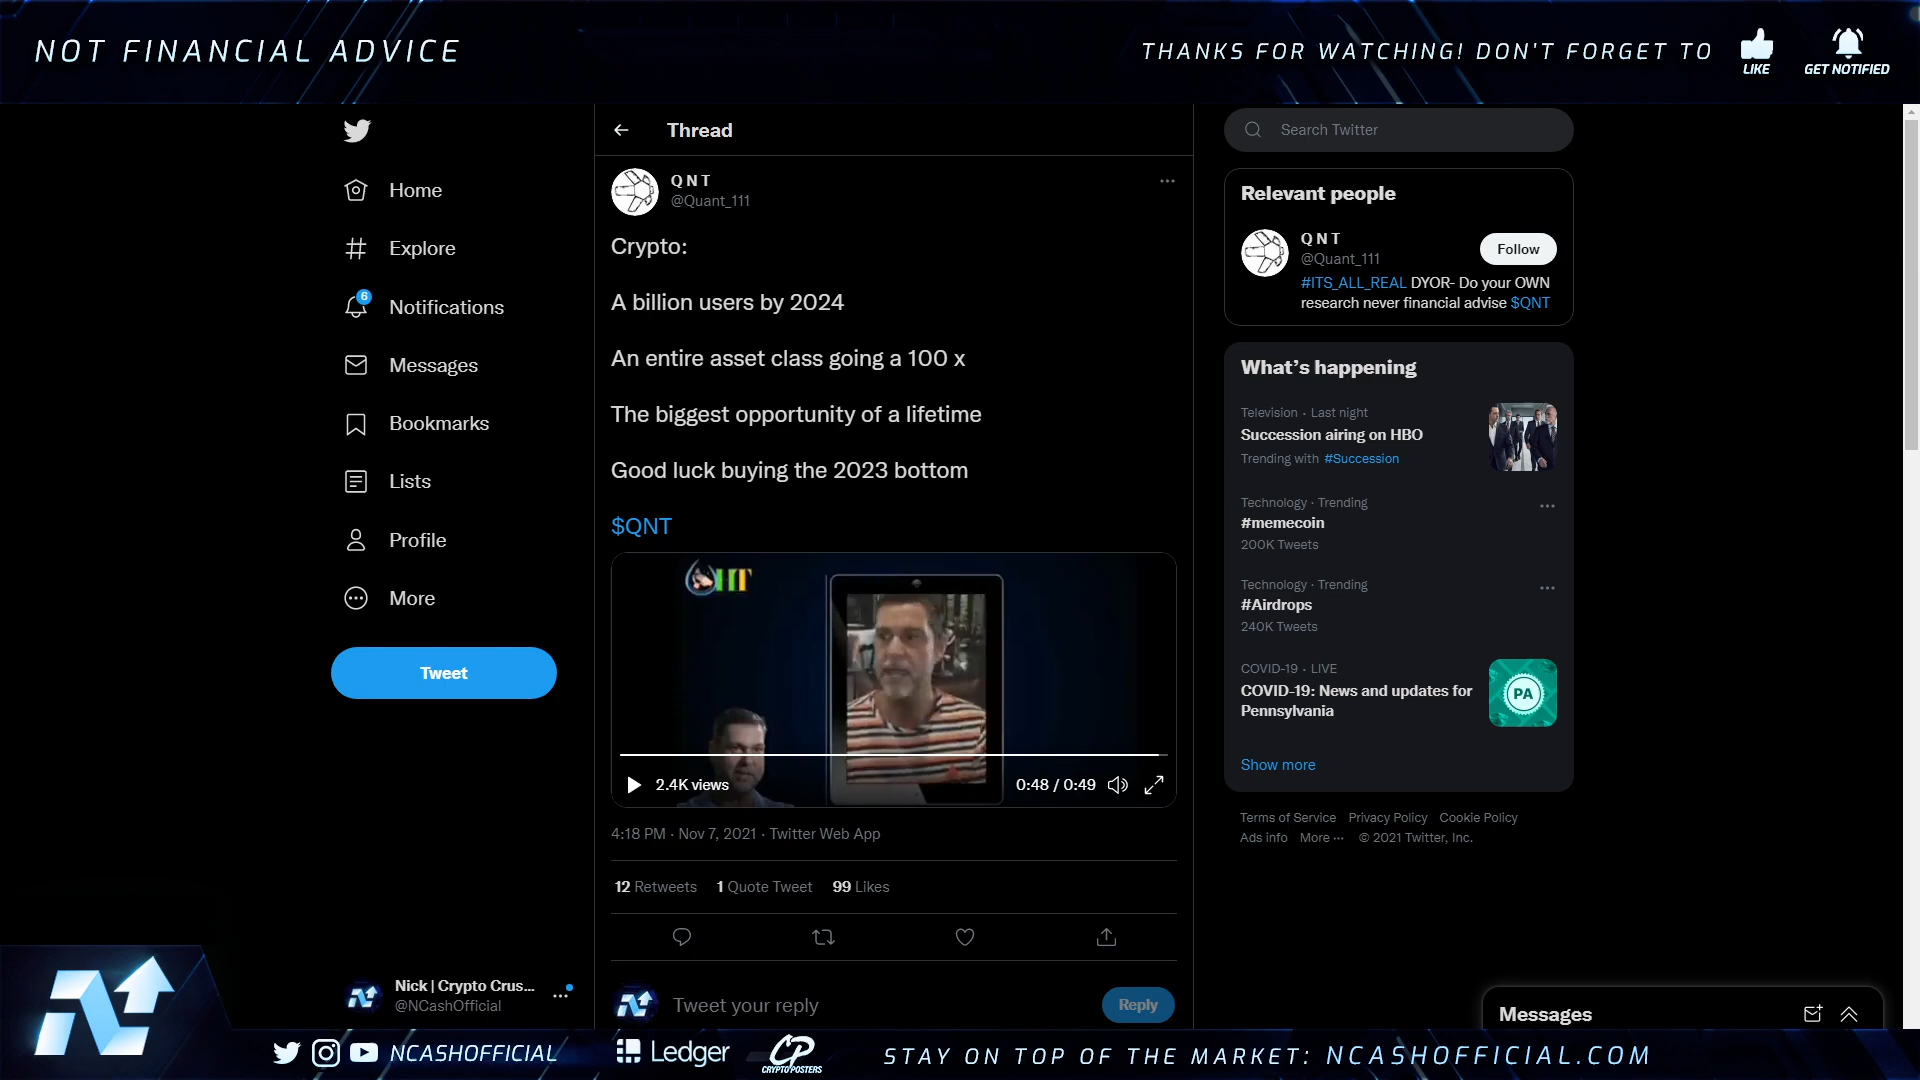 NOT FINANCIAL ADVICE
THANKS FOR WATCHING! DON'T FORGET TO
LIKE
GET NOTIFIED
Home
Explore
6
Notifications
Messages
Bookmarks
Lists
Profile
More
Tweet
Nick | Crypto Crus...
@NCashOfficial
Thread
Q N T
@Quant_111
Crypto:
A billion users by 2024
An entire asset class going a 100 x
The biggest opportunity of a lifetime
Good luck buying the 2023 bottom
$QNT
2.4K views
0:48 / 0:49
4:18 PM · Nov 7, 2021 · Twitter Web App
12 Retweets 1 Quote Tweet 99 Likes
Tweet your reply
Reply
Search Twitter
Relevant people
Q N T
@Quant_111
Follow
#ITS_ALL_REAL DYOR- Do your OWN
research never financial advise $QNT
What's happening
Television · Last night
Succession airing on HBO
Trending with #Succession
Technology · Trending
#memecoin
200K Tweets
Technology · Trending
#Airdrops
240K Tweets
COVID-19 · LIVE
COVID-19: News and updates for
Pennsylvania
PA
Show more
Terms of Service Privacy Policy Cookie Policy
Ads info More ··· © 2021 Twitter, Inc.
Messages
NCASHOFFICIAL
Ledger
CP
CRYPTOPOSTERS
STAY ON TOP OF THE MARKET: NCASHOFFICIAL.COM